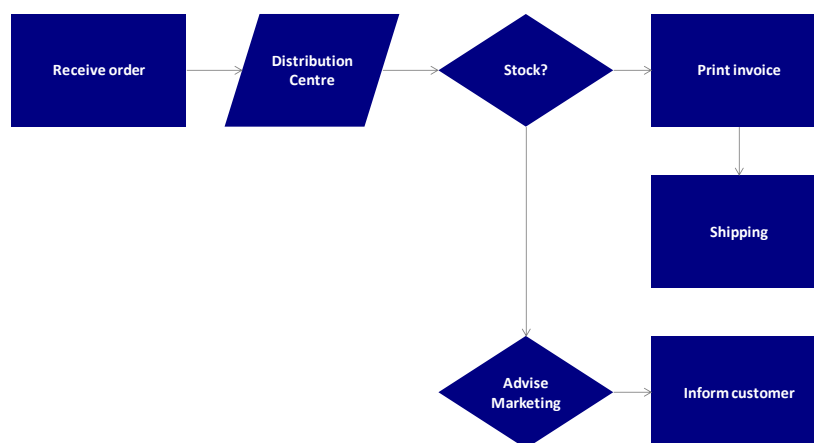 Receive order
Distribution
Centre
Stock?
Print invoice
Shipping
Advise
Marketing
Inform customer